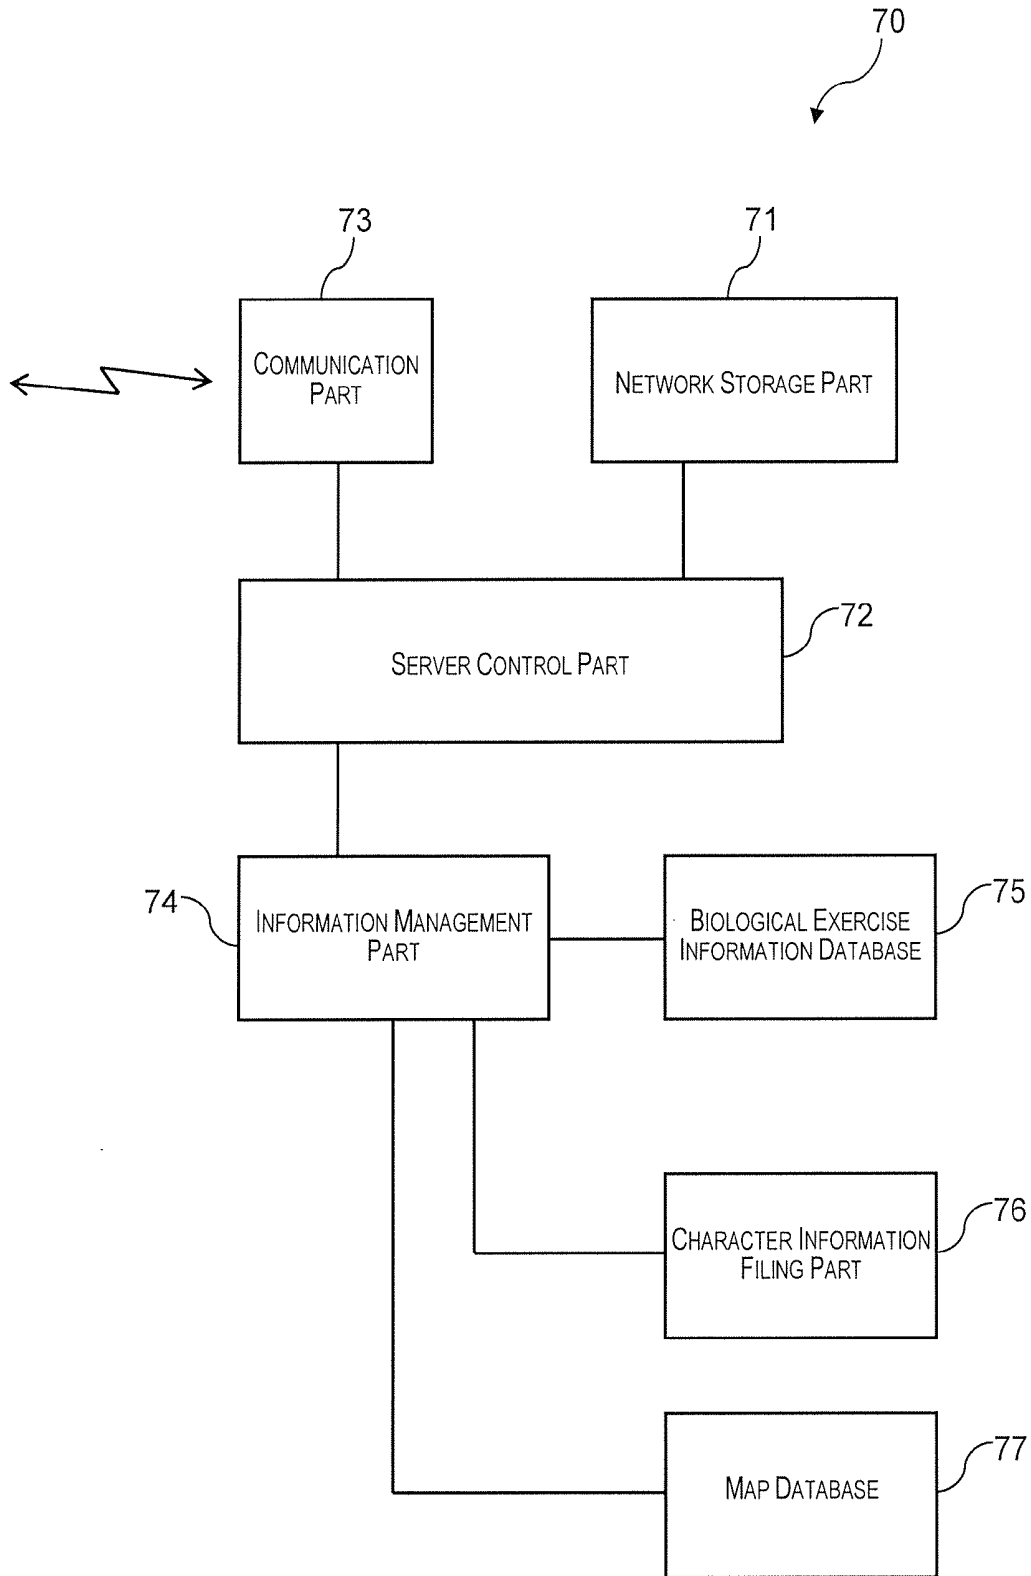 70
73
71
COMMUNICATION
PART
NETWORK STORAGE PART
72
SERVER CONTROL PART
74
INFORMATION MANAGEMENT
PART
75
BIOLOGICAL EXERCISE
INFORMATION DATABASE
76
CHARACTER INFORMATION
FILING PART
77
MAP DATABASE